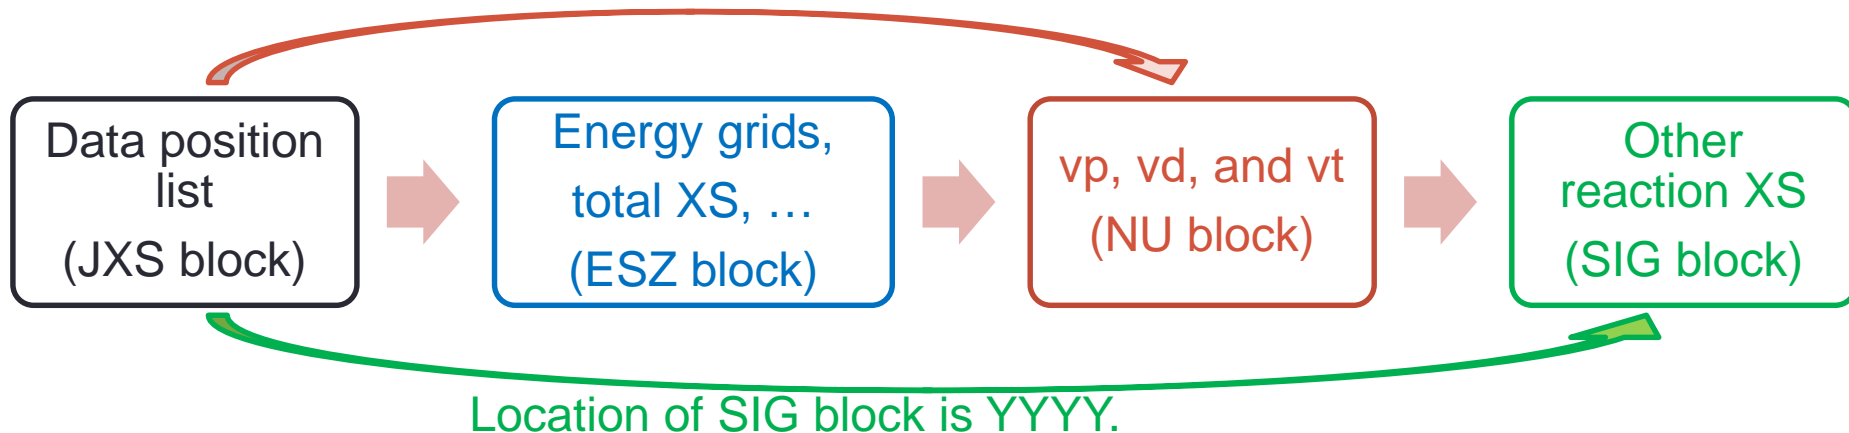 Data position
list
(JXS block)
Energy grids,
total XS, …
(ESZ block)
vp, vd, and vt
(NU block)
Other
reaction XS
(SIG block)
Location of SIG block is YYYY.